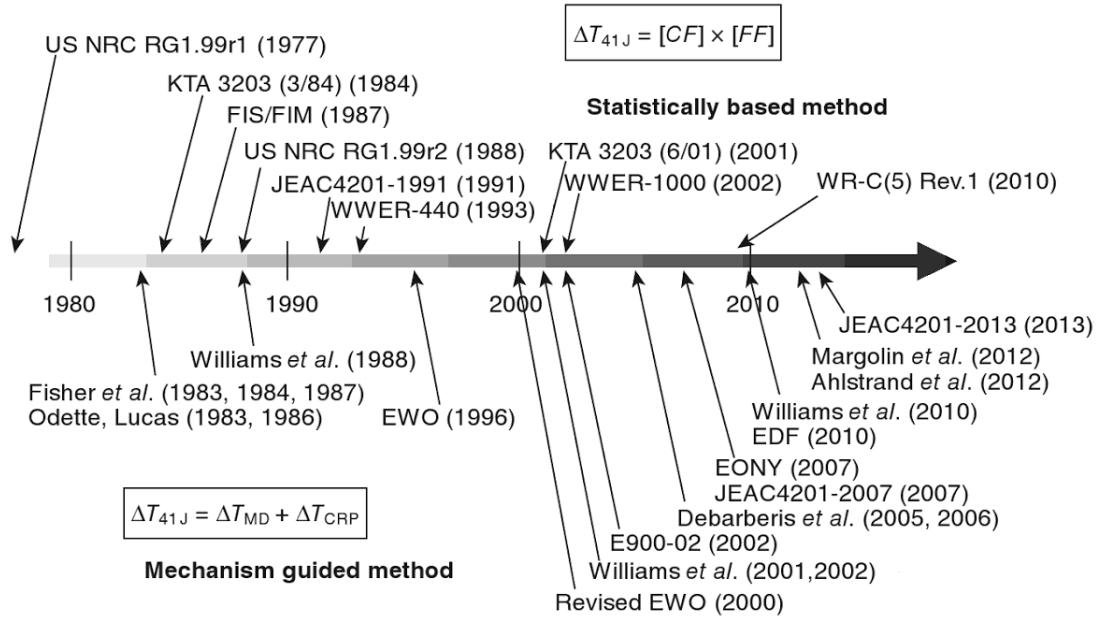 ΔT41J = [CF] × [FF]
US NRC RG1.99r1 (1977)
KTA 3203 (3/84) (1984)
Statistically based method
FIS/FIM (1987)
US NRC RG1.99r2 (1988)
KTA 3203 (6/01) (2001)
JEAC4201-1991 (1991)
WWER-1000 (2002)
WR-C(5) Rev.1 (2010)
WWER-440 (1993)
1980
1990
2000
2010
JEAC4201-2013 (2013)
Williams et al. (1988)
Margolin et al. (2012)
Ahlstrand et al. (2012)
Fisher et al. (1983, 1984, 1987)
Odette, Lucas (1983, 1986)
EWO (1996)
Williams et al. (2010)
EDF (2010)
EONY (2007)
JEAC4201-2007 (2007)
Debarberis et al. (2005, 2006)
ΔT41J = ΔTMD + ΔTCRP
E900-02 (2002)
Mechanism guided method
Williams et al. (2001,2002)
Revised EWO (2000)